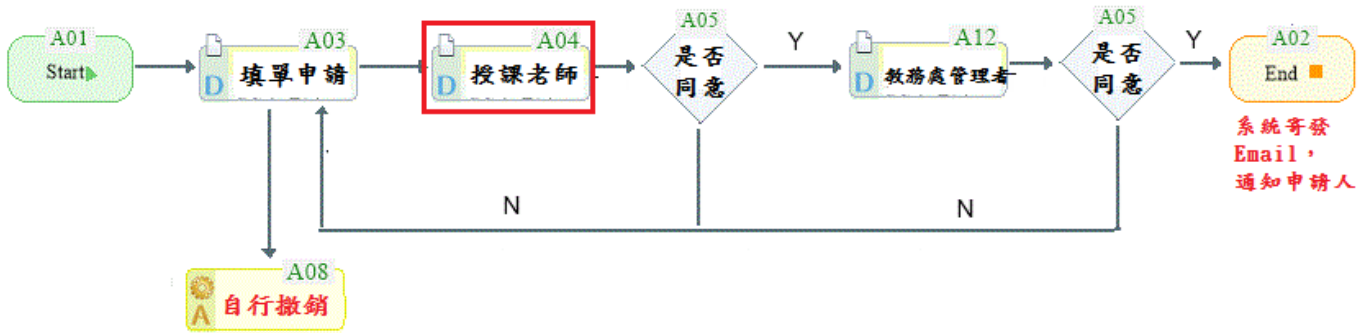 A01
Start
A03
D
填單申請
A04
D
授課老師
A05
是否
同意
Y
A12
D
教務處管理者
A05
是否
同意
Y
A02
End
系統寄發
Email，
通知申請人
N
N
A08
A
自行撤銷